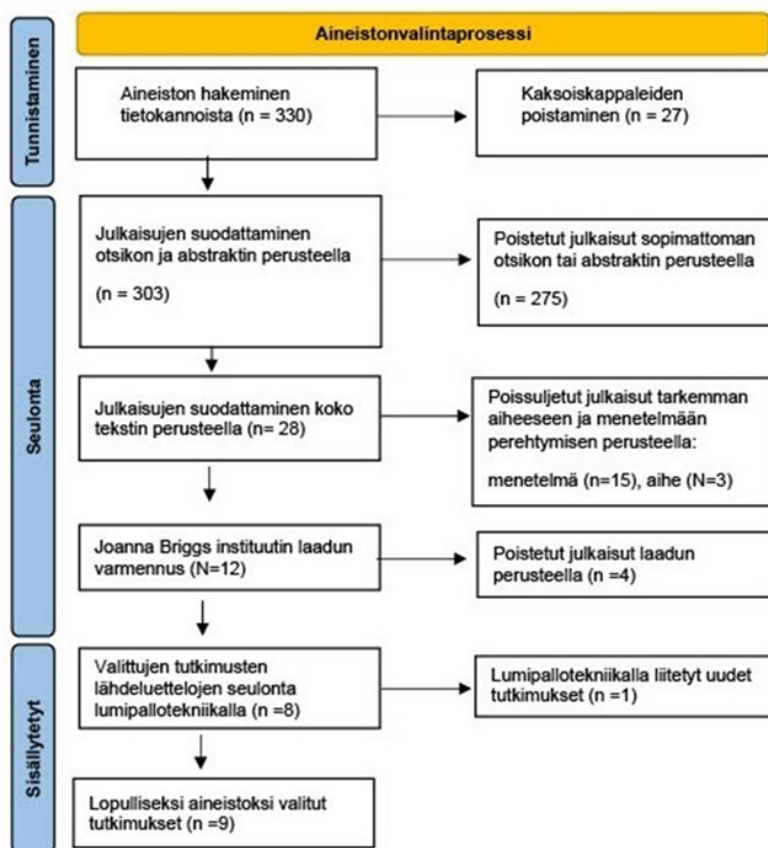 Aineistonvalintaprosessi
Tunnistaminen
Aineiston hakeminen
tietokannoista (n = 330)
Kaksoiskappaleiden
poistaminen (n = 27)
Seulonta
Julkaisujen suodattaminen
otsikon ja abstraktin perusteella
(n = 303)
Poistetut julkaisut sopimattoman
otsikon tai abstraktin perusteella
(n = 275)
Julkaisujen suodattaminen koko
tekstin perusteella (n= 28)
Poissuljetut julkaisut tarkemman
aiheeseen ja menetelmään
perehtymisen perusteella:
menetelmä (n=15), aihe (N=3)
Joanna Briggs instituutin laadun
varmennus (N=12)
Poistetut julkaisut laadun
perusteella (n =4)
Sisällytetyt
Valittujen tutkimusten
lähdeluettelojen seulonta
lumipallotekniikalla (n =8)
Lumipallotekniikalla liitetyt uudet
tutkimukset (n =1)
Lopulliseksi aineistoksi valitut
tutkimukset (n =9)